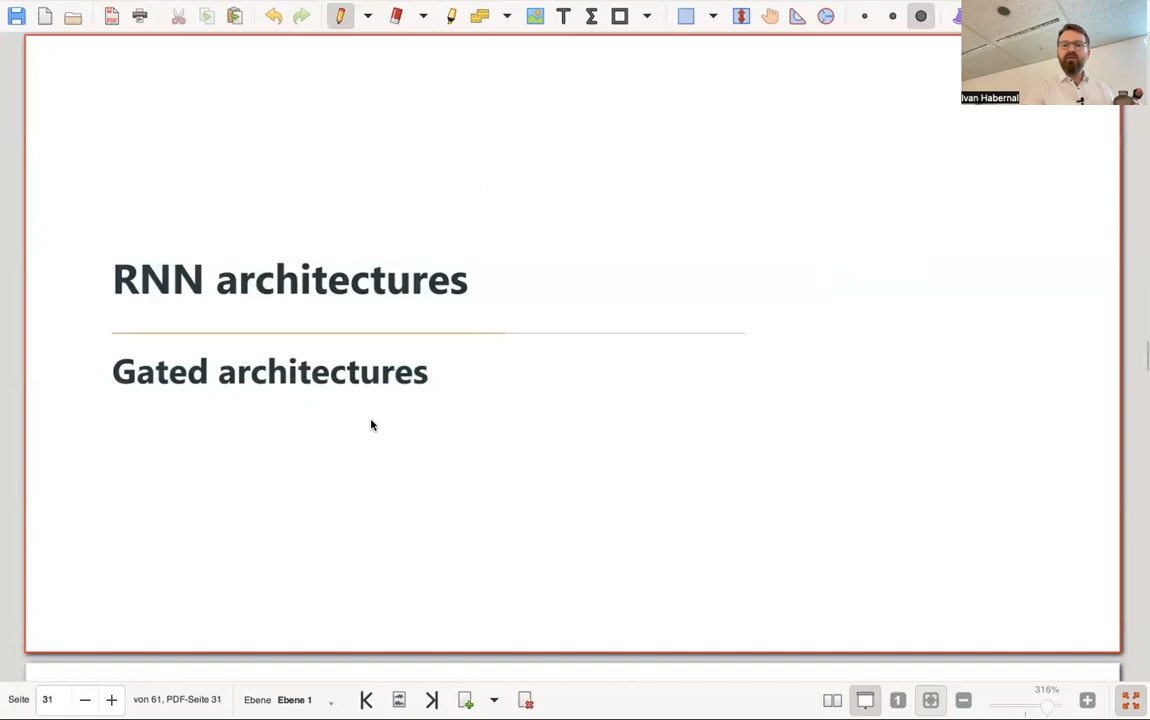 Ivan Habernal
RNN architectures
Gated architectures
Seite 31 von 61, PDF-Seite 31 Ebene Ebene 1 316%